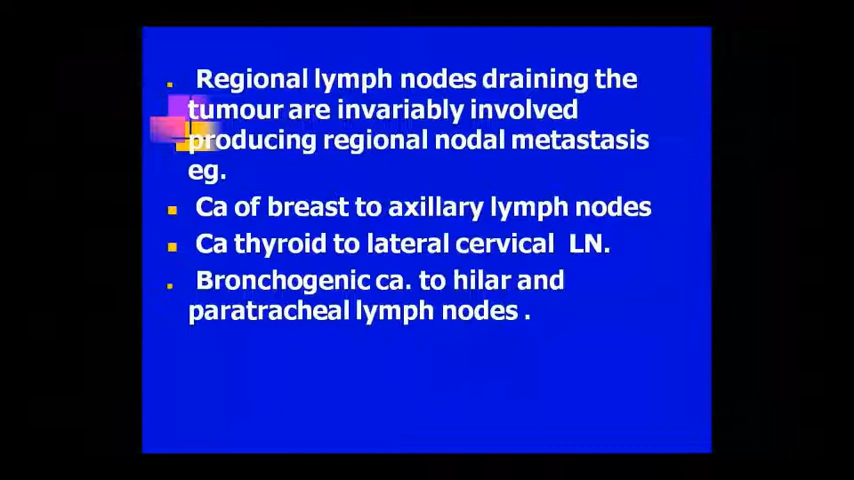 Regional lymph nodes draining the
tumour are invariably involved
producing regional nodal metastasis
eg.
Ca of breast to axillary lymph nodes
Ca thyroid to lateral cervical LN.
Bronchogenic ca. to hilar and
paratracheal lymph nodes .